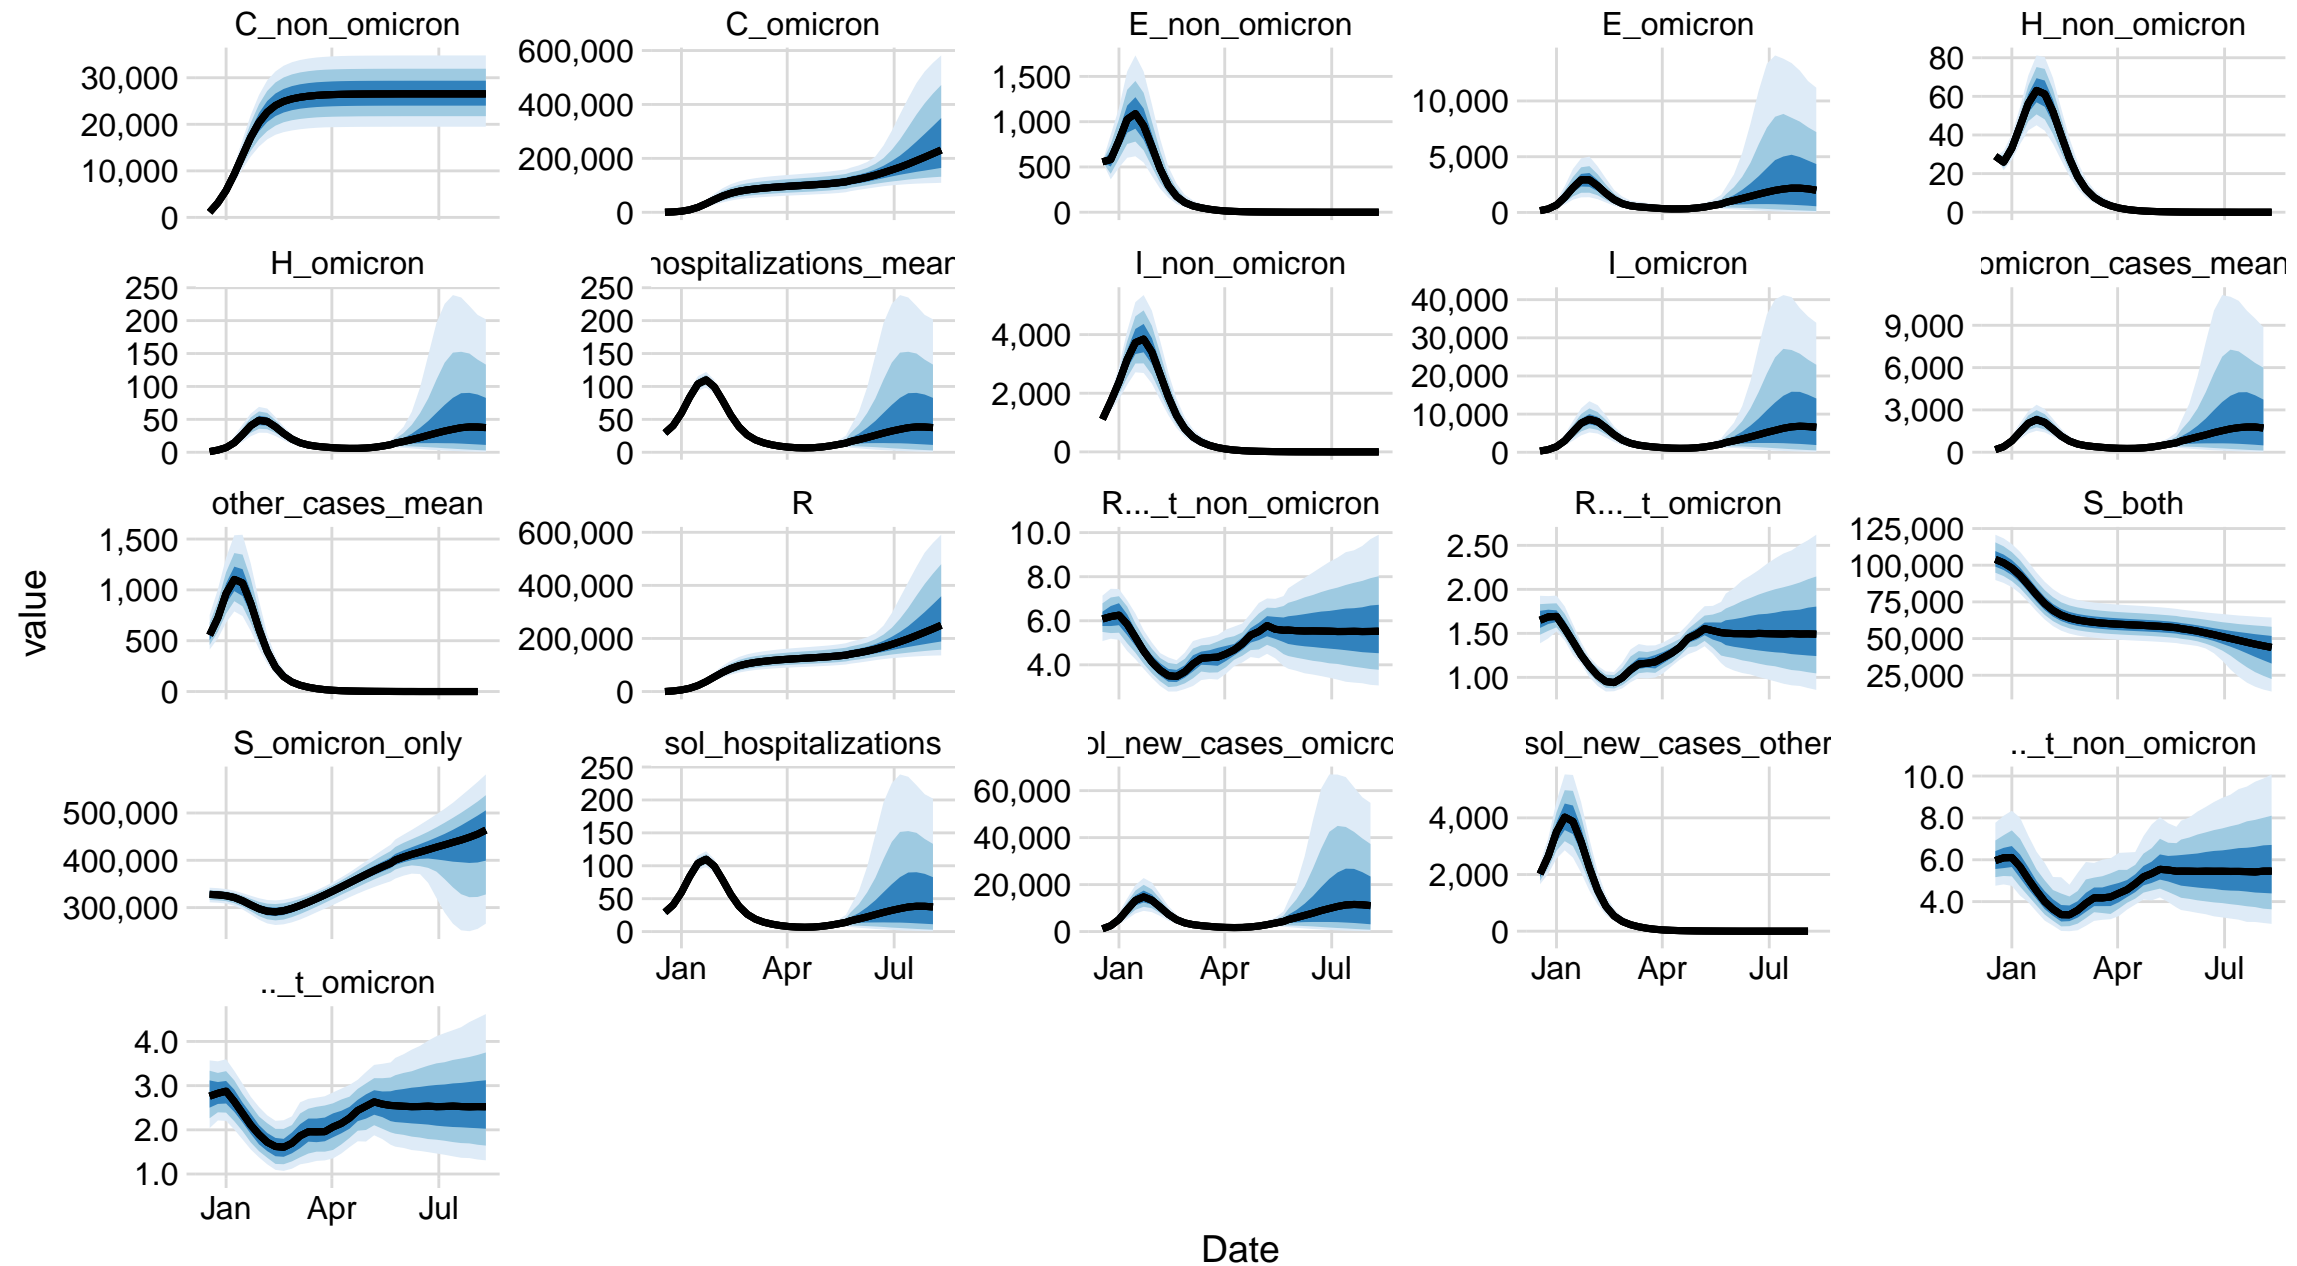 C_non_omicron C_omicron E_non_omicron E_omicron H_non_omicron
30,000 20,000 10,000 0
600,000 400,000 200,000 0
1,500 1,000 500 0
10,000 5,000 0
80 60 40 20 0
H_omicron hospitalizations_mean I_non_omicron I_omicron omicron_cases_mean
250 200 150 100 50 0
250 200 150 100 50 0
4,000 2,000 0
40,000 30,000 20,000 10,000 0
9,000 6,000 3,000 0
other_cases_mean R R..._t_non_omicron R..._t_omicron S_both
1,500 1,000 500 0
600,000 400,000 200,000 0
10.0 8.0 6.0 4.0
2.50 2.00 1.50 1.00
125,000 100,000 75,000 50,000 25,000
S_omicron_only sol_hospitalizations ol_new_cases_omicro sol_new_cases_other .._t_non_omicron
500,000 400,000 300,000
250 200 150 100 50 0
60,000 40,000 20,000 0
4,000 2,000 0
10.0 8.0 6.0 4.0
Jan Apr Jul Jan Apr Jul Jan Apr Jul Jan Apr Jul
.._t_omicron
4.0 3.0 2.0 1.0
Jan Apr Jul
value
Date